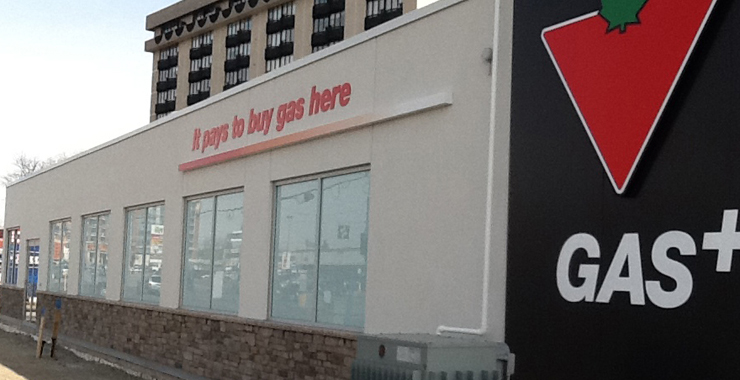 It pays to buy gas here
GAS+